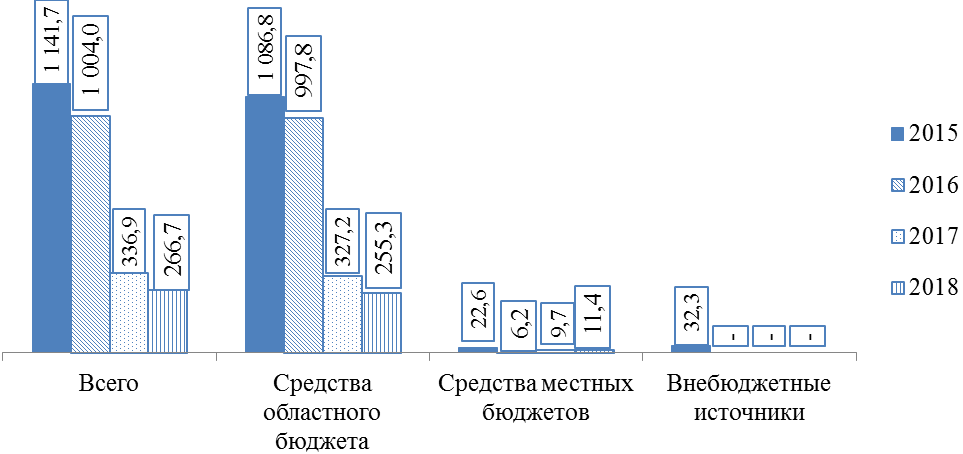 1 141,7
1 004,0
336,9
266,7
1 086,8
997,8
327,2
255,3
22,6
6,2
9,7
11,4
32,3
-
-
-
2015
2016
2017
2018
Всего
Средства
областного
бюджета
Средства местных
бюджетов
Внебюджетные
источники